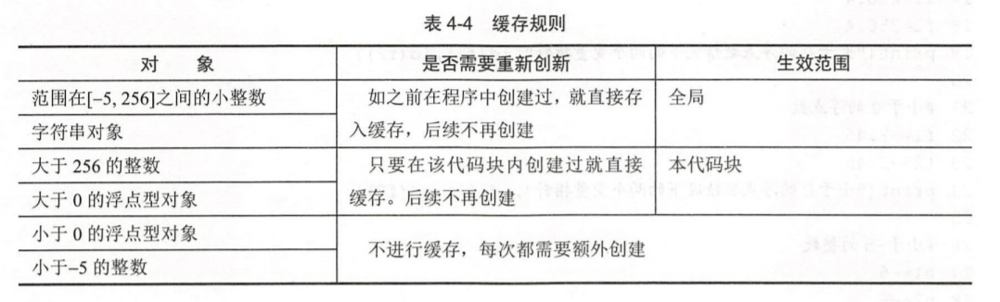 表 4-4 缓存规则
对 象 是否需要重新创新 生效范围
范围在[–5, 256]之间的小整数 如之前在程序中创建过，就直接存 全局
字符串对象 入缓存，后续不再创建
大于 256 的整数 只要在该代码块内创建过就直接 本代码块
大于 0 的浮点型对象 缓存。后续不再创建
小于 0 的浮点型对象
不进行缓存，每次都需要额外创建
小于–5 的整数